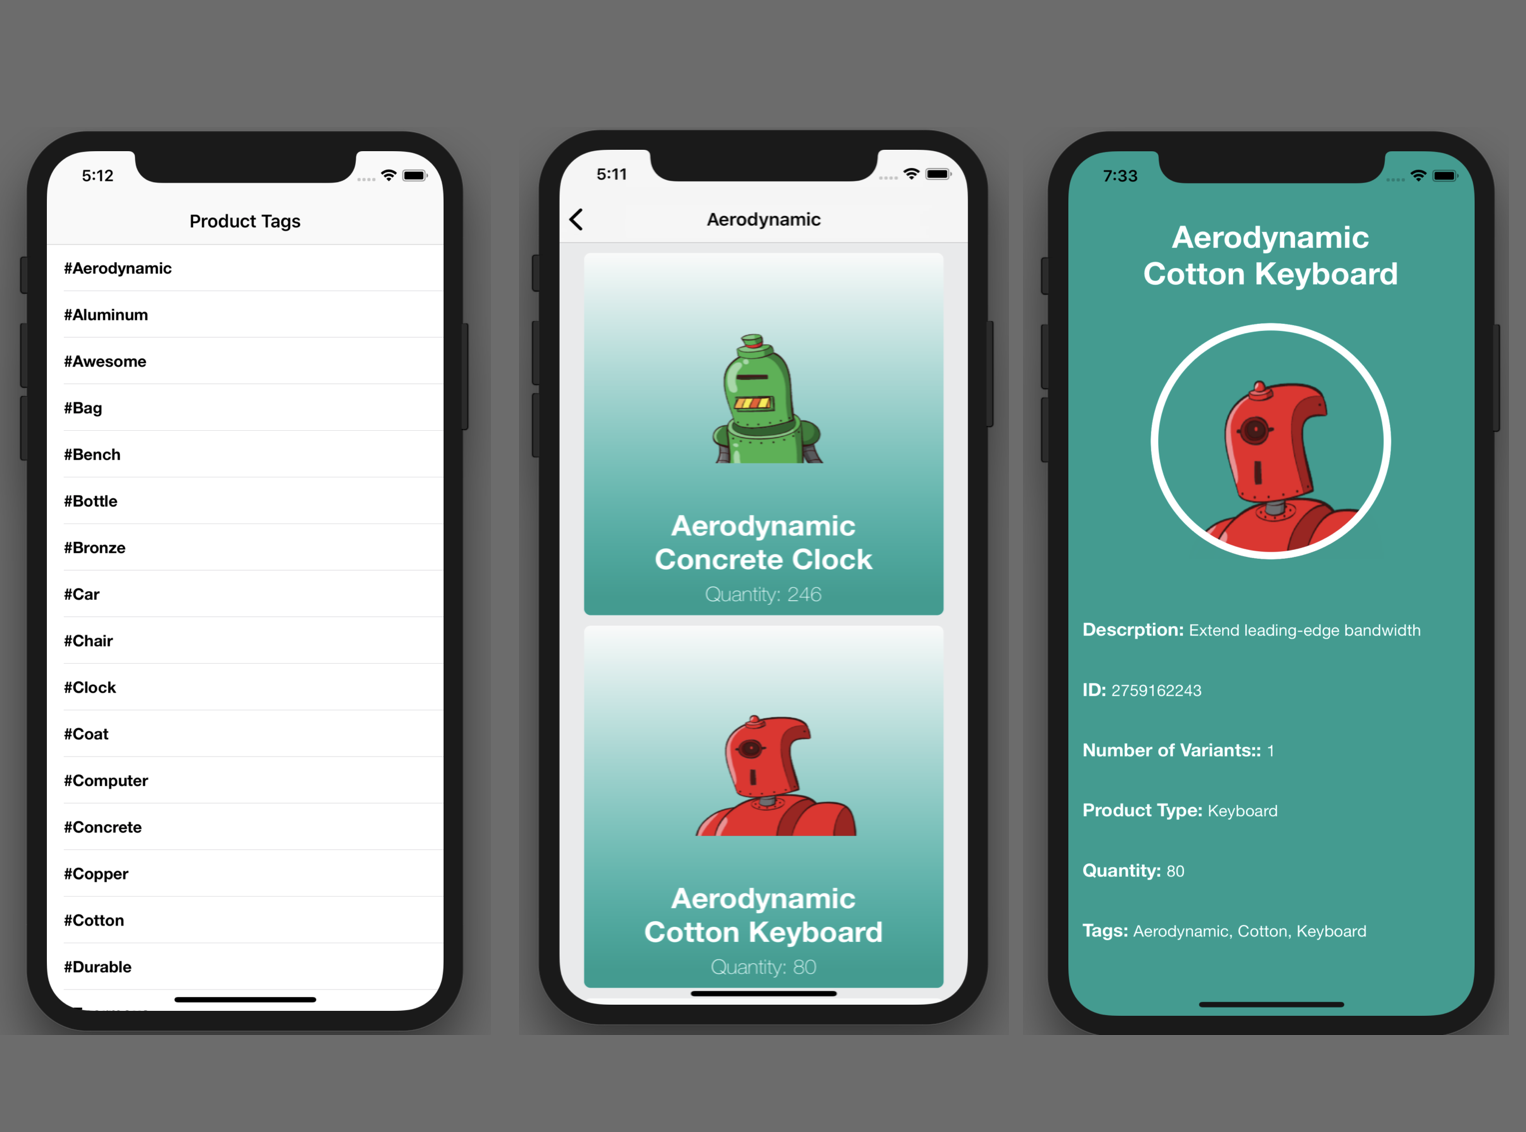 5:12
Product Tags
#Aerodynamic
#Aluminum
#Awesome
#Bag
#Bench
#Bottle
#Bronze
#Car
#Chair
#Clock
#Coat
#Computer
#Concrete
#Copper
#Cotton
#Durable
5:11
Aerodynamic
Aerodynamic
Concrete Clock
Quantity: 246
Aerodynamic
Cotton Keyboard
Quantity: 80
7:33
Aerodynamic
Cotton Keyboard
Descrption: Extend leading-edge bandwidth
ID: 2759162243
Number of Variants:: 1
Product Type: Keyboard
Quantity: 80
Tags: Aerodynamic, Cotton, Keyboard